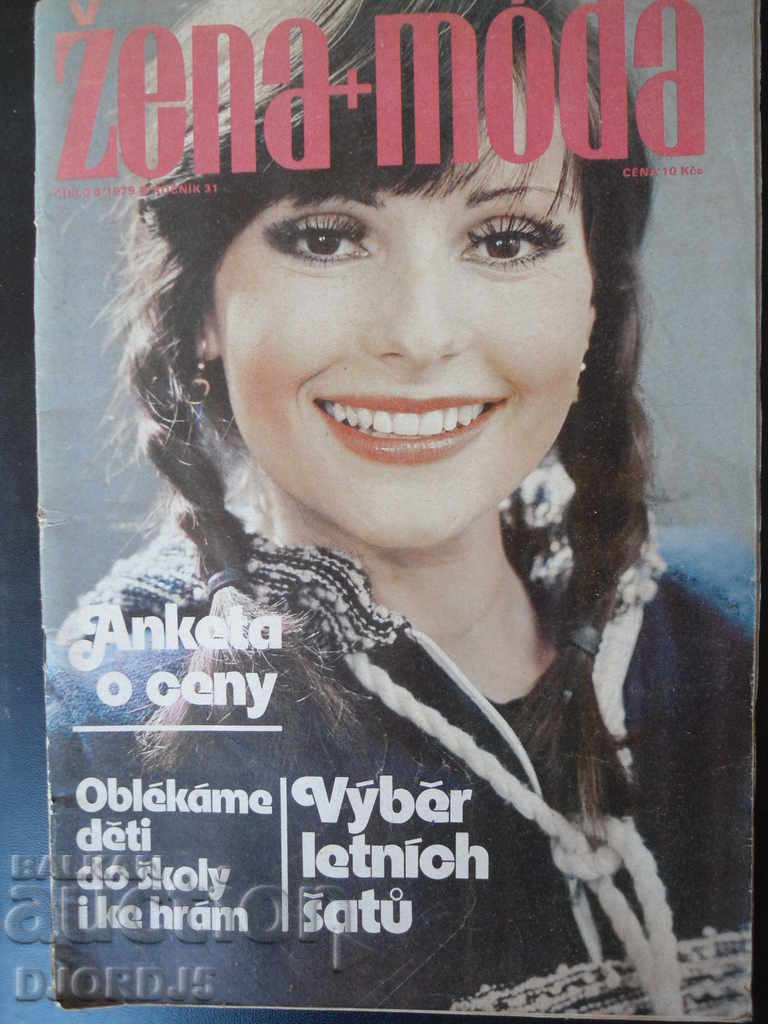 žena+móda
ČÍSLO 8/1979 • ROČNÍK 31
CENA 10 Kčs
Anketa
o ceny
Oblékáme
děti
do školy
i ke hrám
Výběr
letních
šatů
BALKAN
auction
DJORDJ5